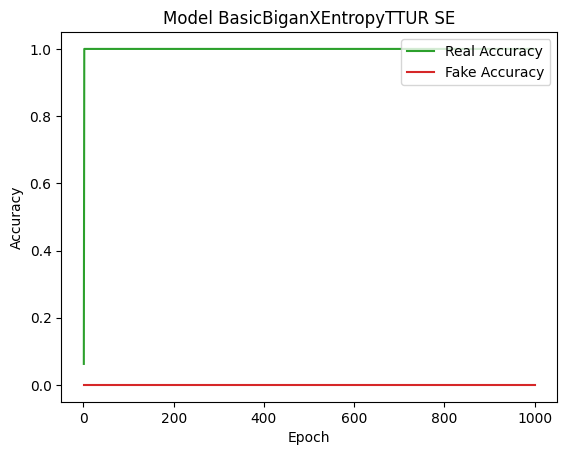 Model BasicBiganXEntropyTTUR SE
Real Accuracy
Fake Accuracy
1.0
0.8
0.6
0.4
0.2
0.0
Accuracy
0 200 400 600 800 1000
Epoch